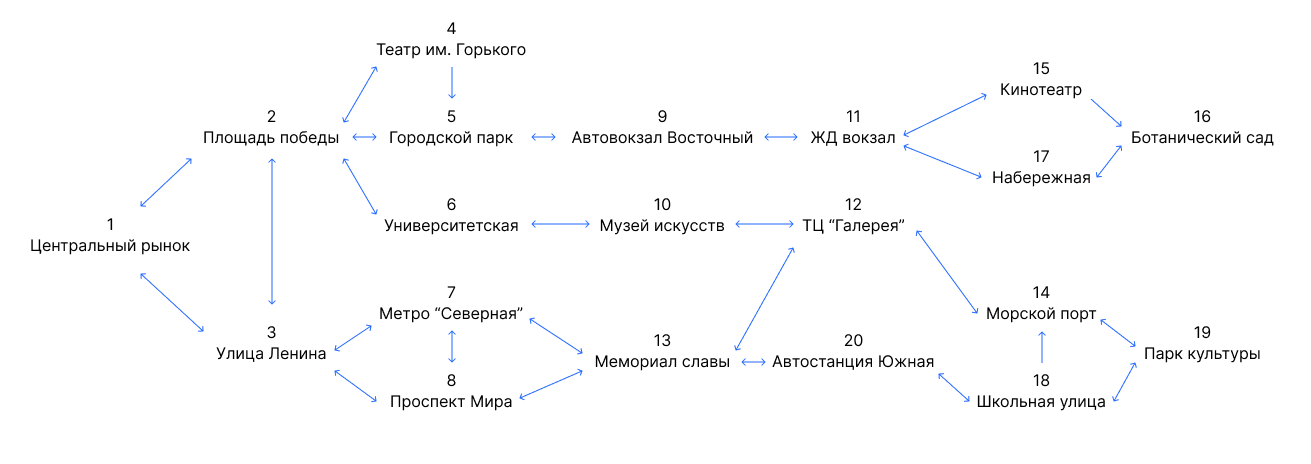 4
Театр им. Горького
15
Кинотеатр
2
Площадь победы
5
Городской парк
9
Автовокзал Восточный
11
ЖД вокзал
16
Ботанический сад
17
Набережная
1
Центральный рынок
6
Университетская
10
Музей искусств
12
ТЦ “Галерея”
7
Метро “Северная”
14
Морской порт
3
Улица Ленина
13
Мемориал славы
20
Автостанция Южная
19
Парк культуры
8
Проспект Мира
18
Школьная улица